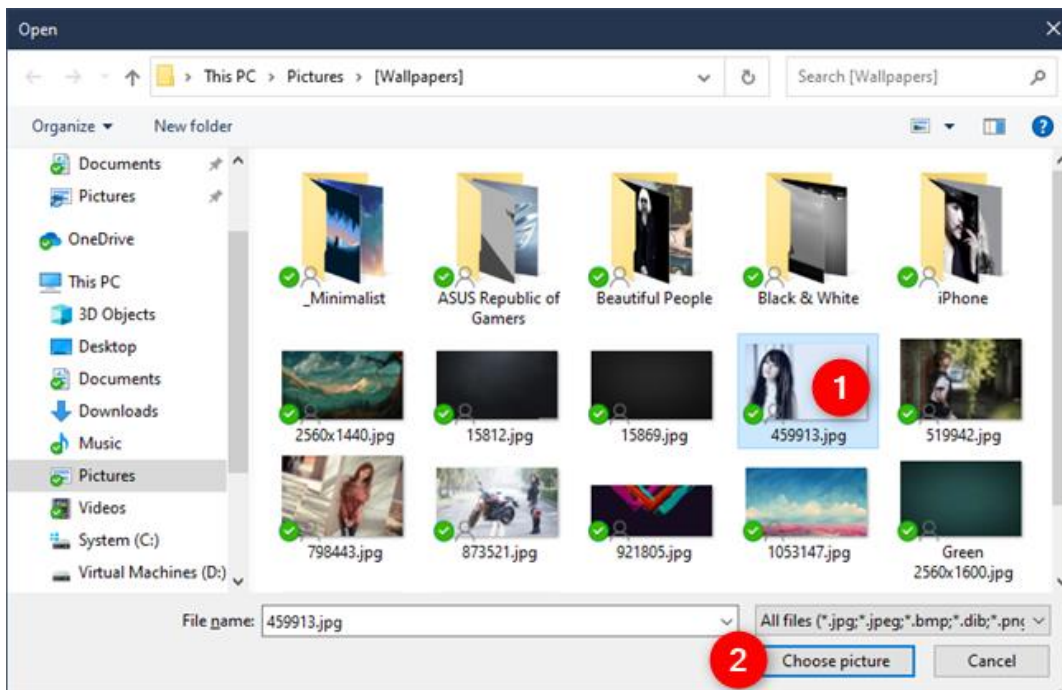 Open
This PC > Pictures > [Wallpapers]
Search [Wallpapers]
Organize
New folder
Documents
Pictures
OneDrive
This PC
3D Objects
Desktop
Documents
Downloads
Music
Pictures
Videos
System (C:)
Virtual Machines (D:)
_Minimalist
ASUS Republic of
Gamers
Beautiful People
Black & White
iPhone
2560x1440.jpg
15812.jpg
15869.jpg
1
459913.jpg
519942.jpg
798443.jpg
873521.jpg
921805.jpg
1053147.jpg
Green
2560x1600.jpg
File name: 459913.jpg
All files (*.jpg;*.jpeg;*.bmp;*.dib;*.png
2
Choose picture
Cancel